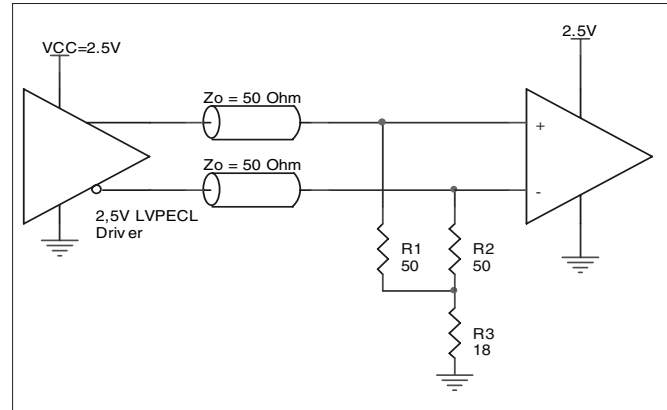 VCC=2.5V
2.5V
Zo = 50 Ohm
+
Zo = 50 Ohm
-
2,5V LVPECL
Driver
R1
50
R2
50
R3
18